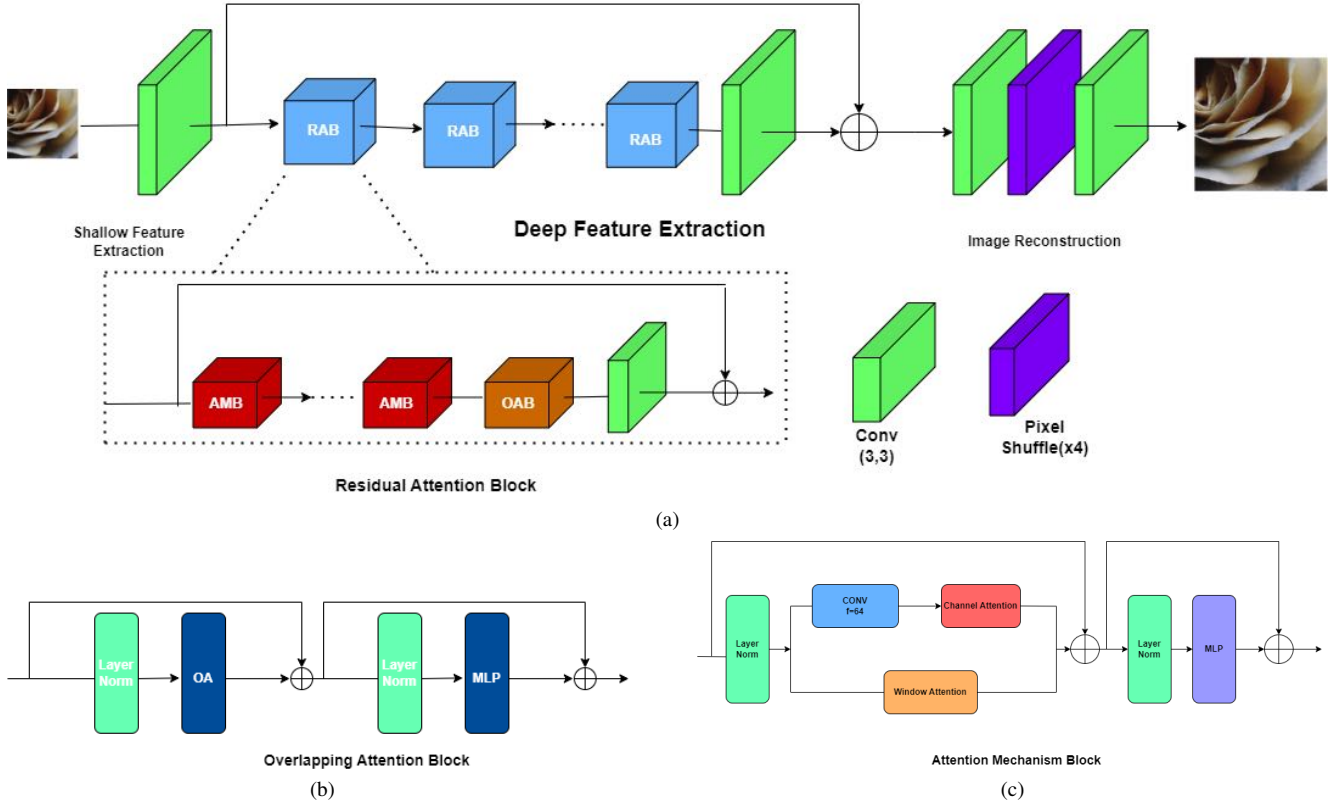 RAB
RAB
RAB
Shallow Feature
Extraction
Deep Feature Extraction
Image Reconstruction
AMB
AMB
OAB
Conv
(3,3)
Pixel
Shuffle(x4)
Residual Attention Block
(a)
Layer
Norm
OA
Layer
Norm
MLP
Overlapping Attention Block
(b)
Layer
Norm
CONV
f=64
Channel Attention
Window Attention
Layer
Norm
MLP
Attention Mechanism Block
(c)